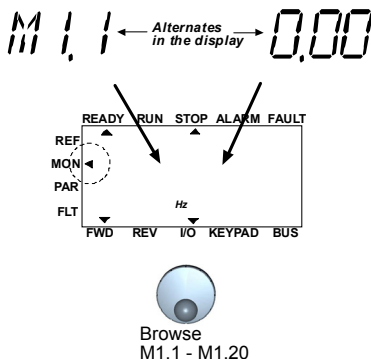 M1.1
Alternates
in the display
0.00
READY RUN STOP ALARM FAULT
REF
MON
PAR
FLT
Hz
FWD REV I/O KEYPAD BUS
Browse
M1.1 - M1.20